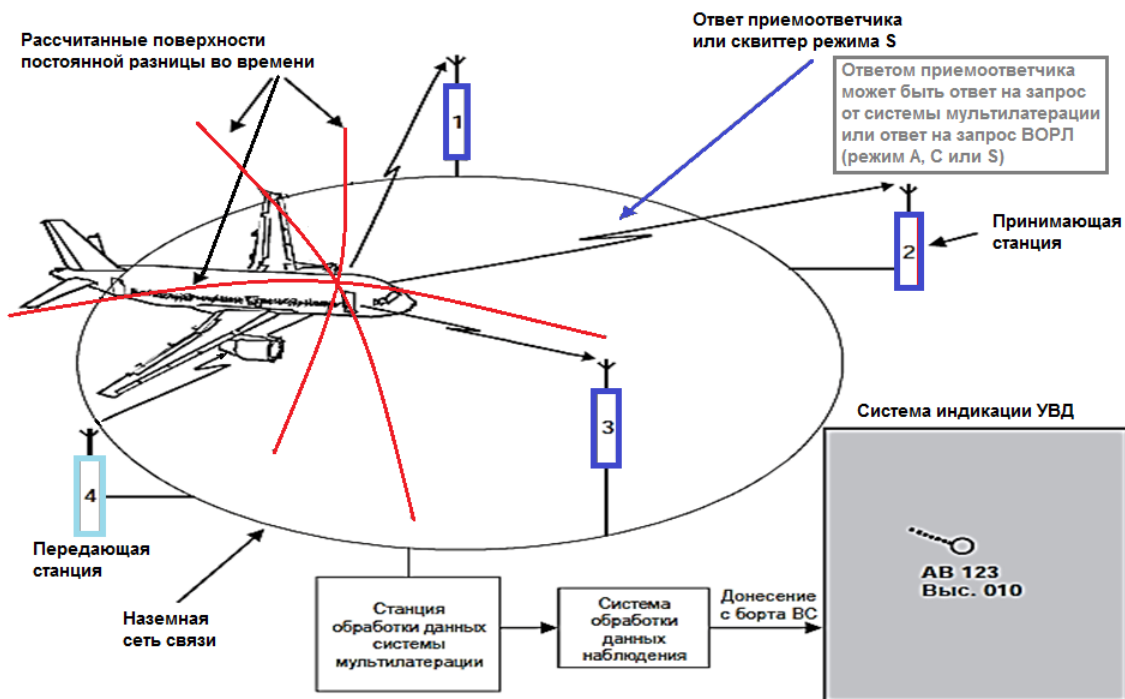 Рассчитанные поверхности
постоянной разницы во времени
Ответ приемоответчика
или сквиттер режима S
Ответом приемоответчика
может быть ответ на запрос
от системы мультилатерации
или ответ на запрос ВОРЛ
(режим А, С или S)
1
2
Принимающая
станция
3
4
Передающая
станция
Наземная
сеть связи
Станция
обработки данных
системы
мультилатерации
Система
обработки
данных
наблюдения
Донесение
с борта ВС
Система индикации УВД
АВ 123
Выс. 010